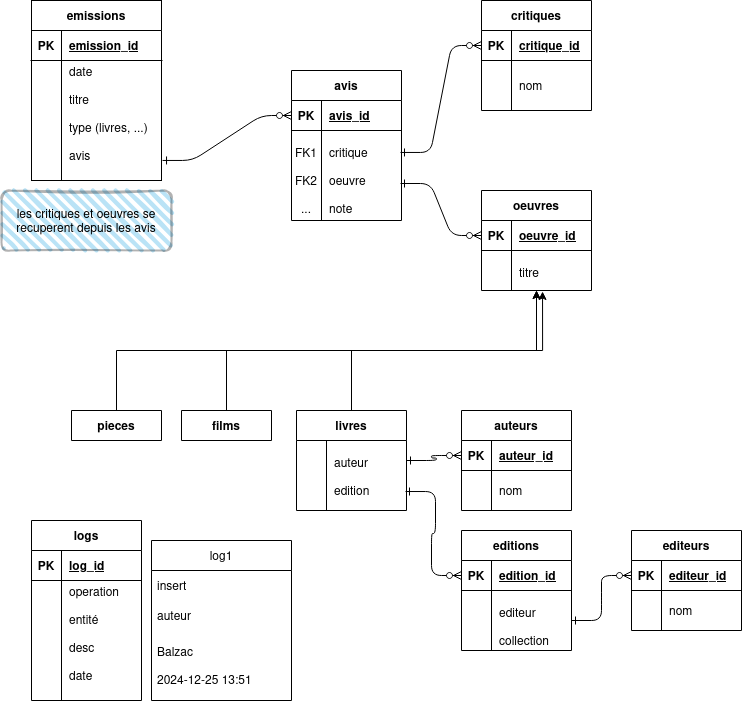 emissions
PK emission_id
date
titre
type (livres, ...)
avis
les critiques et oeuvres se
recuperent depuis les avis
avis
PK avis_id
FK1 critique
FK2 oeuvre
... note
critiques
PK critique_id
nom
oeuvres
PK oeuvre_id
titre
pieces
films
livres
auteur
edition
auteurs
PK auteur_id
nom
editions
PK edition_id
editeur
collection
editeurs
PK editeur_id
nom
logs
PK log_id
operation
entité
desc
date
log1
insert
auteur
Balzac
2024-12-25 13:51